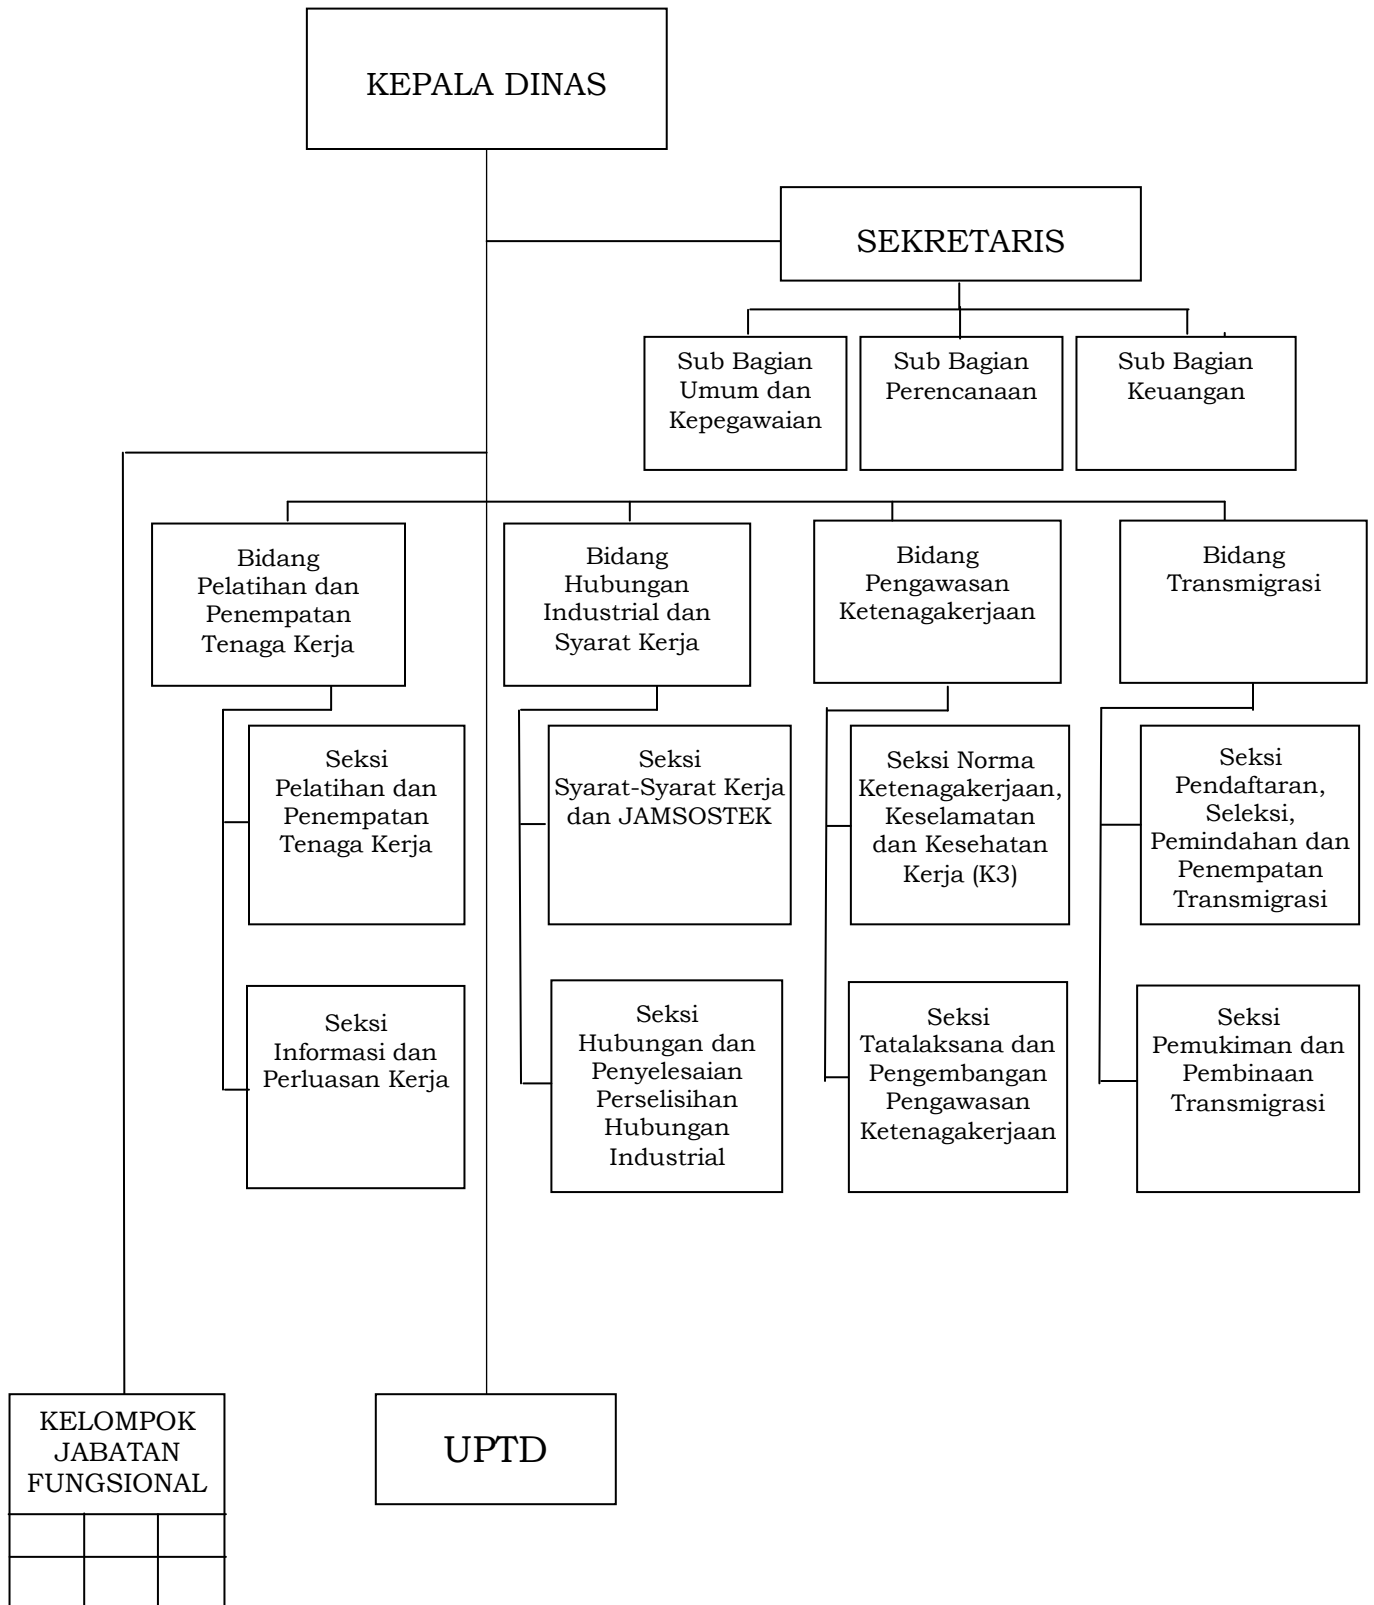 KEPALA DINAS
SEKRETARIS
Sub Bagian
Umum dan
Kepegawaian
Sub Bagian
Perencanaan
Sub Bagian
Keuangan
Bidang
Pelatihan dan
Penempatan
Tenaga Kerja
Bidang
Hubungan
Industrial dan
Syarat Kerja
Bidang
Pengawasan
Ketenagakerjaan
Bidang
Transmigrasi
Seksi
Pelatihan dan
Penempatan
Tenaga Kerja
Seksi
Syarat-Syarat Kerja
dan JAMSOSTEK
Seksi Norma
Ketenagakerjaan,
Keselamatan
dan Kesehatan
Kerja (K3)
Seksi
Pendaftaran,
Seleksi,
Pemindahan dan
Penempatan
Transmigrasi
Seksi
Informasi dan
Perluasan Kerja
Seksi
Hubungan dan
Penyelesaian
Perselisihan
Hubungan
Industrial
Seksi
Tatalaksana dan
Pengembangan
Pengawasan
Ketenagakerjaan
Seksi
Pemukiman dan
Pembinaan
Transmigrasi
KELOMPOK
JABATAN
FUNGSIONAL
UPTD